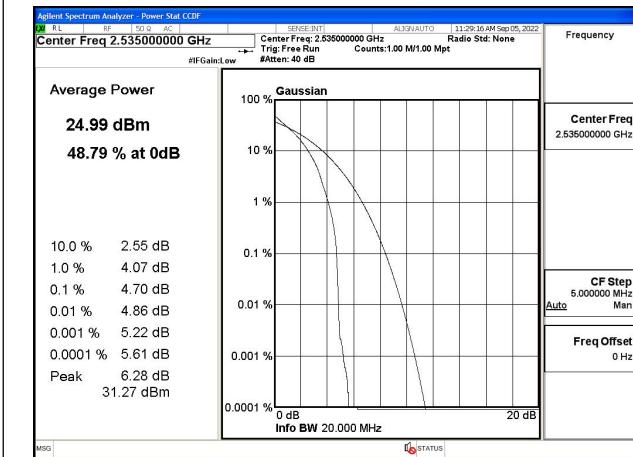 Agilent Spectrum Analyzer - Power Stat CCDF
RL RF 50 Ω AC SENSE:INT ALIGNAUTO 11:29:16 AM Sep 05, 2022
Center Freq 2.535000000 GHz
Center Freq: 2.535000000 GHz Radio Std: None
Trig: Free Run Counts:1.00 M/1.00 Mpt
#IFGain:Low #Atten: 40 dB
Frequency
Average Power
24.99 dBm
48.79 % at 0dB
10.0 % 2.55 dB
1.0 % 4.07 dB
0.1 % 4.70 dB
0.01 % 4.86 dB
0.001 % 5.22 dB
0.0001 % 5.61 dB
Peak 6.28 dB
31.27 dBm
Gaussian
100 %
10 %
1 %
0.1 %
0.01 %
0.001 %
0.0001 %
0 dB 20 dB
Info BW 20.000 MHz
Center Freq
2.535000000 GHz
CF Step
5.000000 MHz
Auto Man
Freq Offset
0 Hz
MSG STATUS